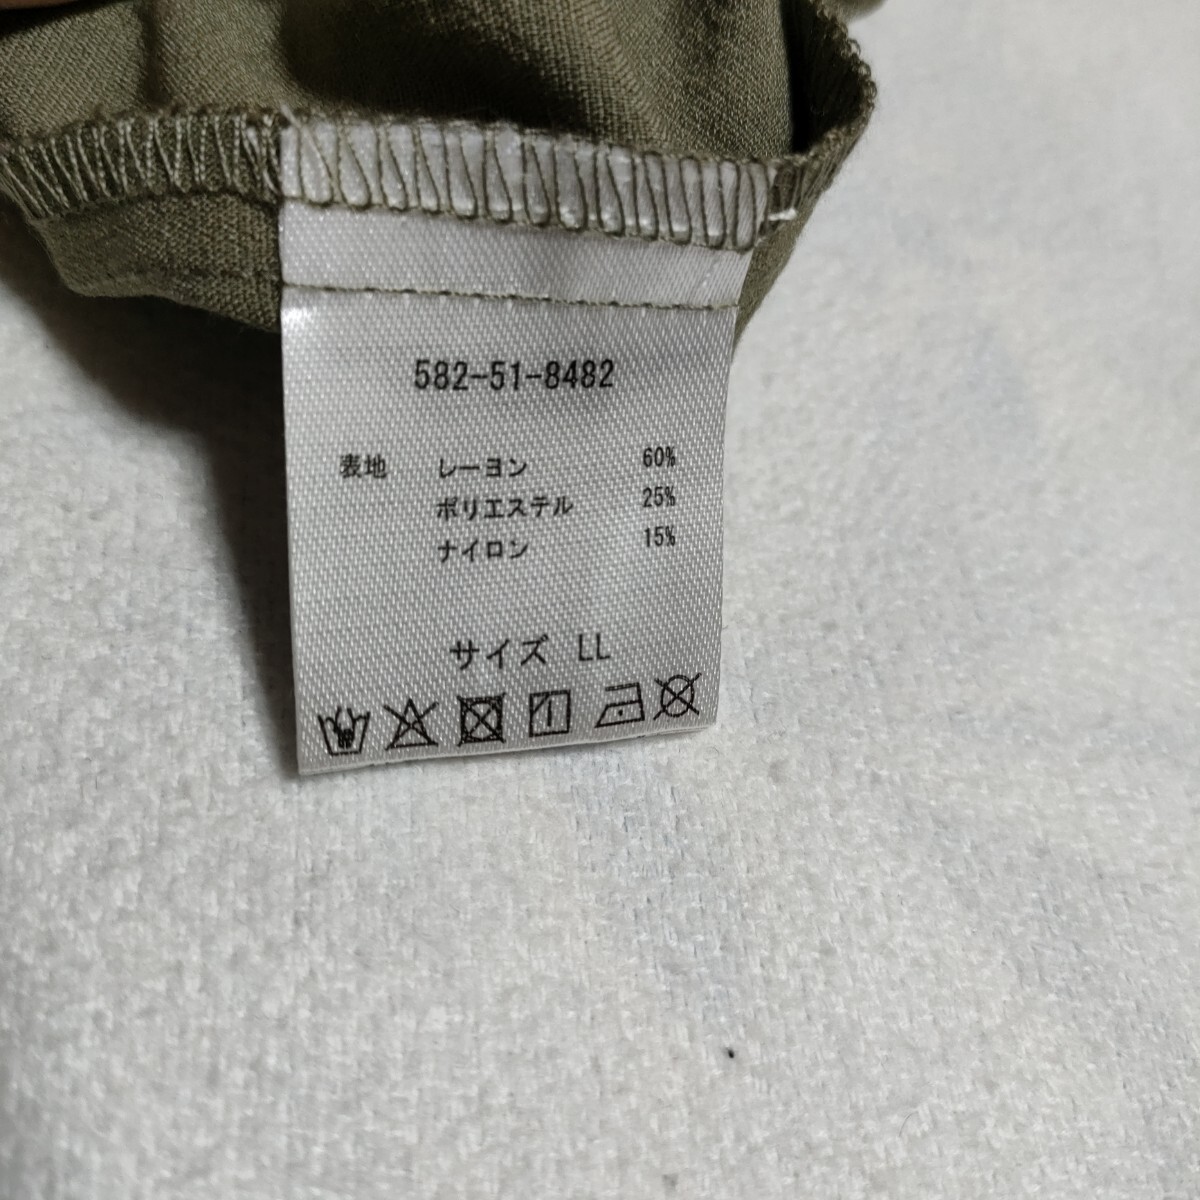 582-51-8482
表地 レーヨン 60%
ポリエステル 25%
ナイロン 15%
サイズ LL